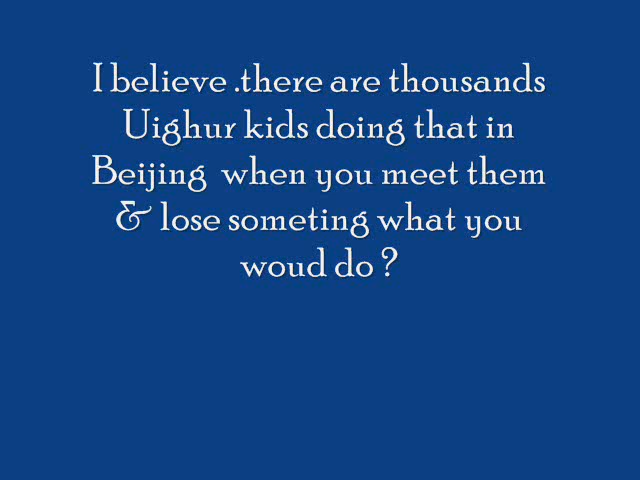 I believe .there are thousands
Uighur kids doing that in
Beijing  when you meet them
& lose someting what you
woud do ?